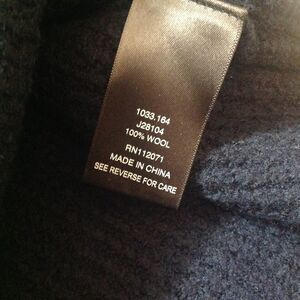 1033.164
J28104
100% WOOL
RN112071
MADE IN CHINA
SEE REVERSE FOR CARE